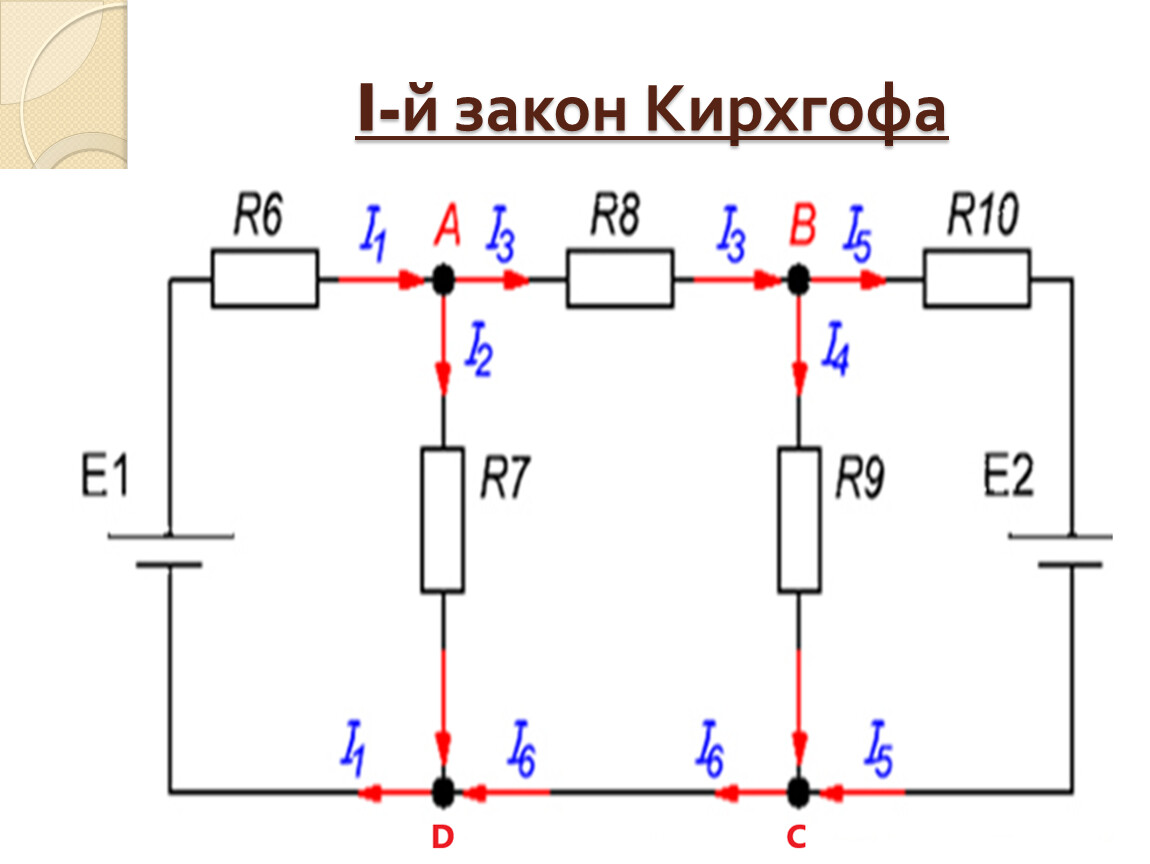 I-й закон Кирхгофа
R6 I1 A I3 R8 I3 B I5 R10
I2 I4
E1 R7 R9 E2
I1 I6 I6 I5
D C